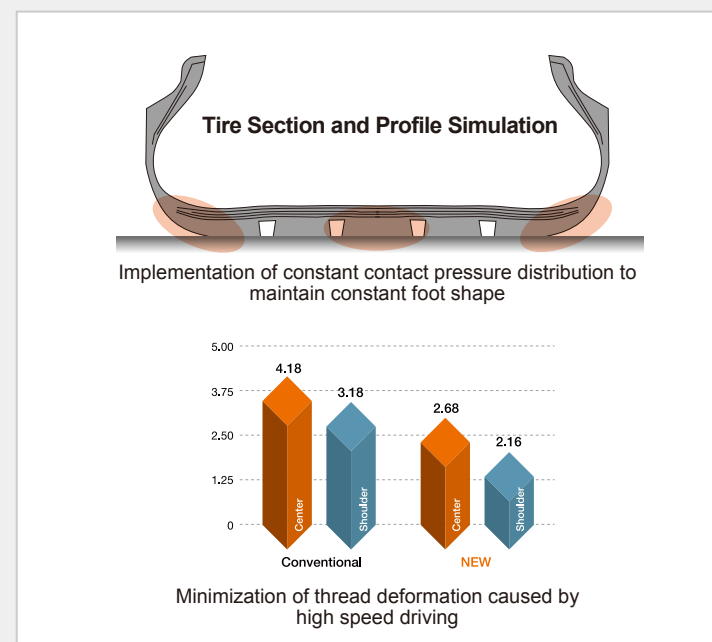 Tire Section and Profile Simulation
Implementation of constant contact pressure distribution to
maintain constant foot shape
5.00
3.75
2.50
1.25
0
4.18
3.18
2.68
2.16
Center
Shoulder
Center
Shoulder
Conventional
NEW
Minimization of thread deformation caused by
high speed driving